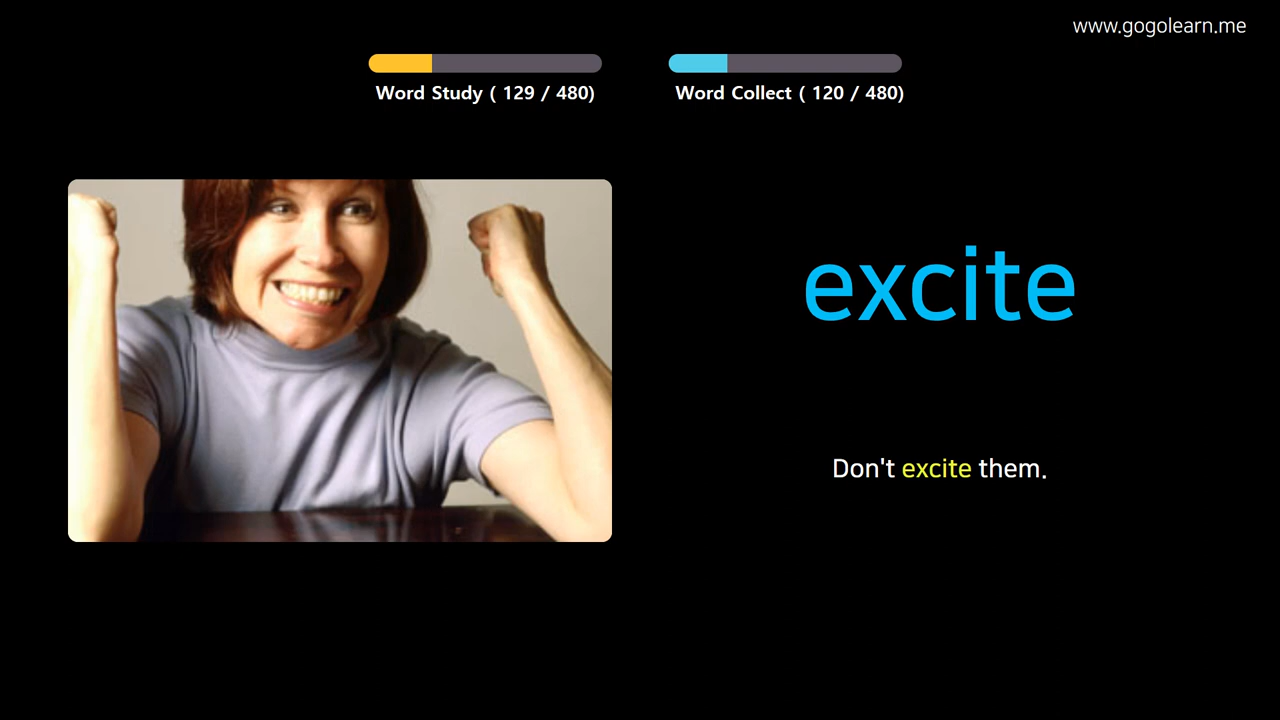 www.gogolearn.me
Word Study ( 129 / 480)
Word Collect ( 120 / 480)
excite
Don't excite them.